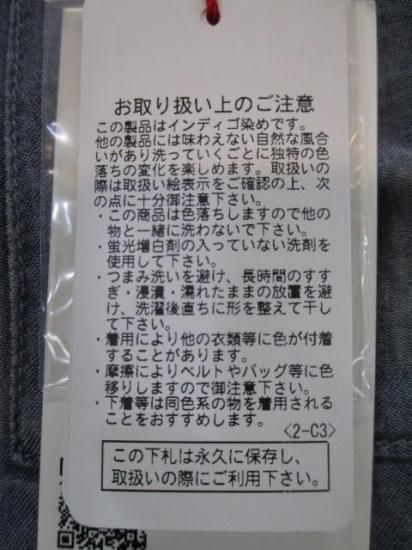 お取り扱い上のご注意
この製品はインディゴ染めです。
他の製品には味わえない自然な風合
いがあり洗っていくごとに独特の色
落ちの変化を楽しめます。取扱いの
際は取扱い絵表示をご確認の上、次
の点に十分御注意下さい。
・この商品は色落ちしますので他の
物と一緒に洗わないで下さい。
・蛍光増白剤の入っていない洗剤を
使用して下さい。
・つまみ洗いを避け、長時間のすす
ぎ・浸漬・濡れたままの放置を避
け、洗濯後直ちに形を整えて干し
て下さい。
・着用により他の衣類等に色が付着
することがあります。
・摩擦によりベルトやバッグ等に色
移りしますので御注意下さい。
・下着等は同色系の物を着用される
ことをおすすめします。
<2-C3>
この下札は永久に保存し、
取扱いの際にご利用下さい。